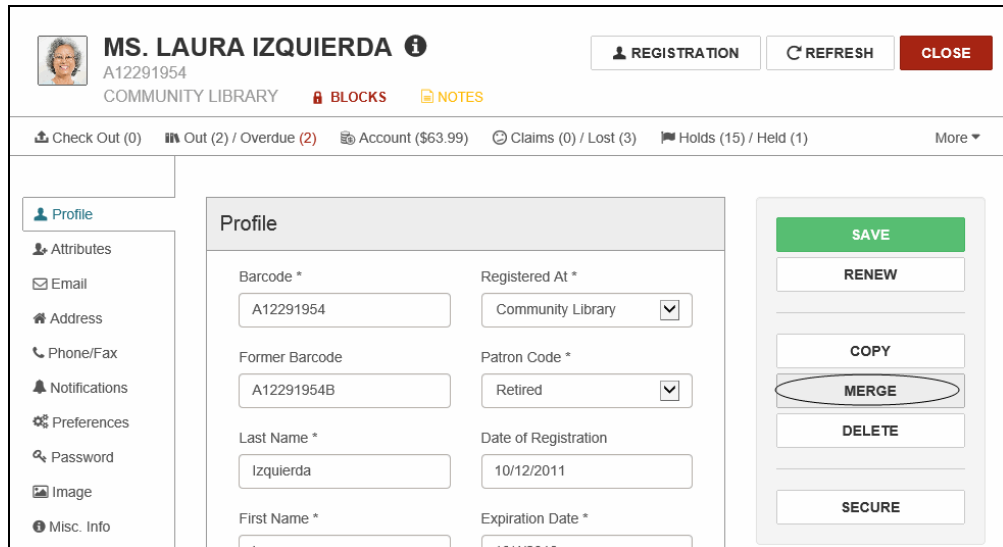 MS. LAURA IZQUIERDA
A12291954
COMMUNITY LIBRARY BLOCKS NOTES
REGISTRATION REFRESH CLOSE
Check Out (0) Out (2) / Overdue (2) Account ($63.99) Claims (0) / Lost (3) Holds (15) / Held (1) More
Profile
Attributes
Email
Address
Phone/Fax
Notifications
Preferences
Password
Image
Misc. Info
Profile
Barcode * Registered At *
A12291954 Community Library
Former Barcode Patron Code *
A12291954B Retired
Last Name * Date of Registration
Izquierda 10/12/2011
First Name * Expiration Date *
SAVE
RENEW
COPY
MERGE
DELETE
SECURE